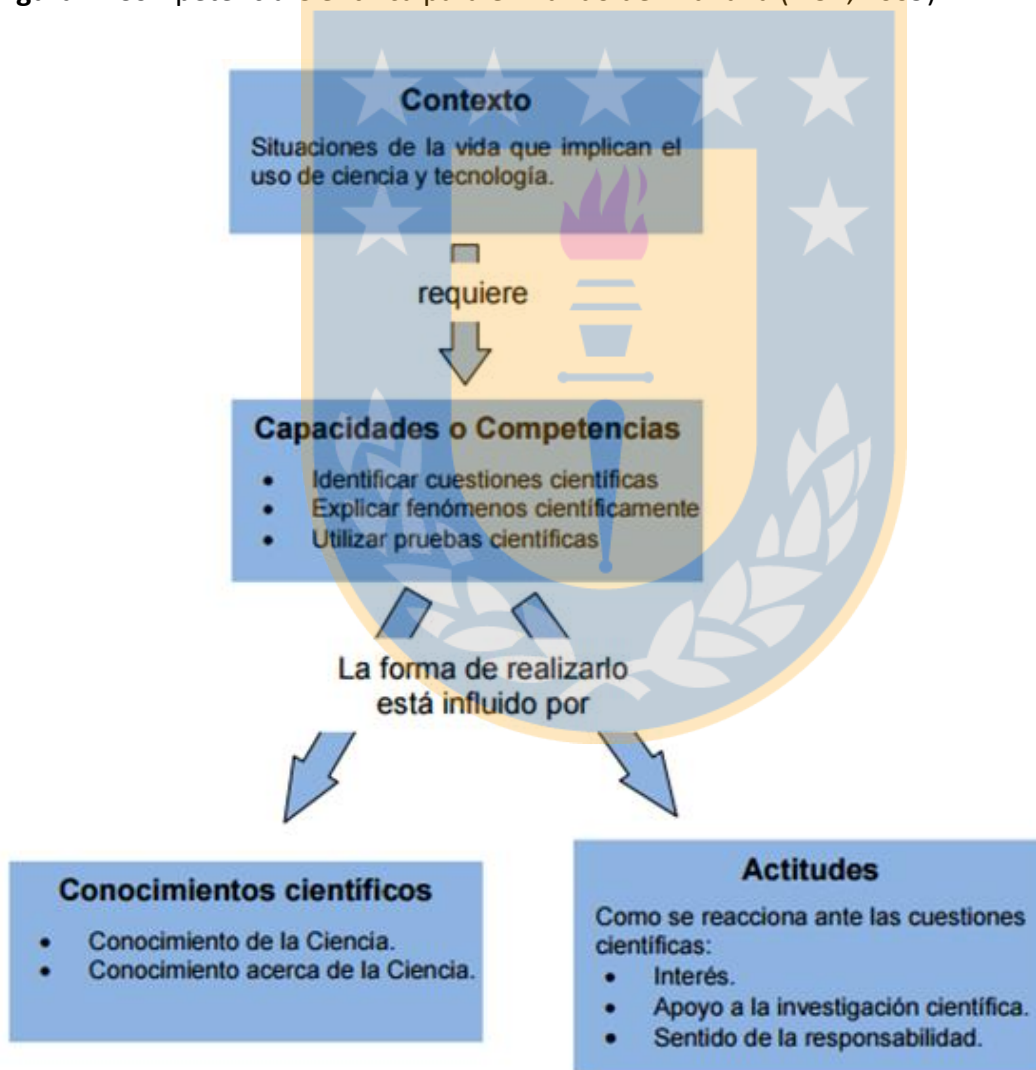 Contexto
Situaciones de la vida que implican el
uso de ciencia y tecnología.
requiere
Capacidades o Competencias
• Identificar cuestiones científicas
• Explicar fenómenos científicamente
• Utilizar pruebas científicas
La forma de realizarlo
está influido por
Conocimientos científicos
• Conocimiento de la Ciencia.
• Conocimiento acerca de la Ciencia.
Actitudes
Como se reacciona ante las cuestiones
científicas:
• Interés.
• Apoyo a la investigación científica.
• Sentido de la responsabilidad.